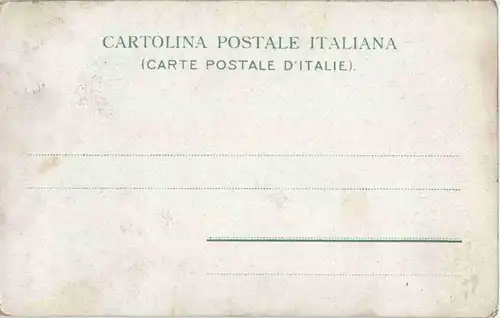 CARTOLINA POSTALE ITALIANA
(CARTE POSTALE D'ITALIE).